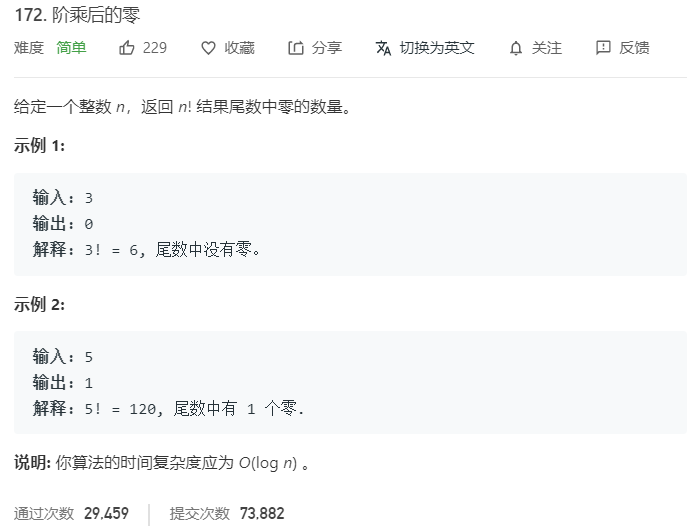 172. 阶乘后的零
难度 简单 229 收藏 分享 切换为英文 关注 反馈
给定一个整数 n，返回 n! 结果尾数中零的数量。
示例 1:
输入: 3
输出: 0
解释: 3! = 6, 尾数中没有零。
示例 2:
输入: 5
输出: 1
解释: 5! = 120, 尾数中有 1 个零.
说明: 你算法的时间复杂度应为 O(log n) 。
通过次数 29,459 提交次数 73,882